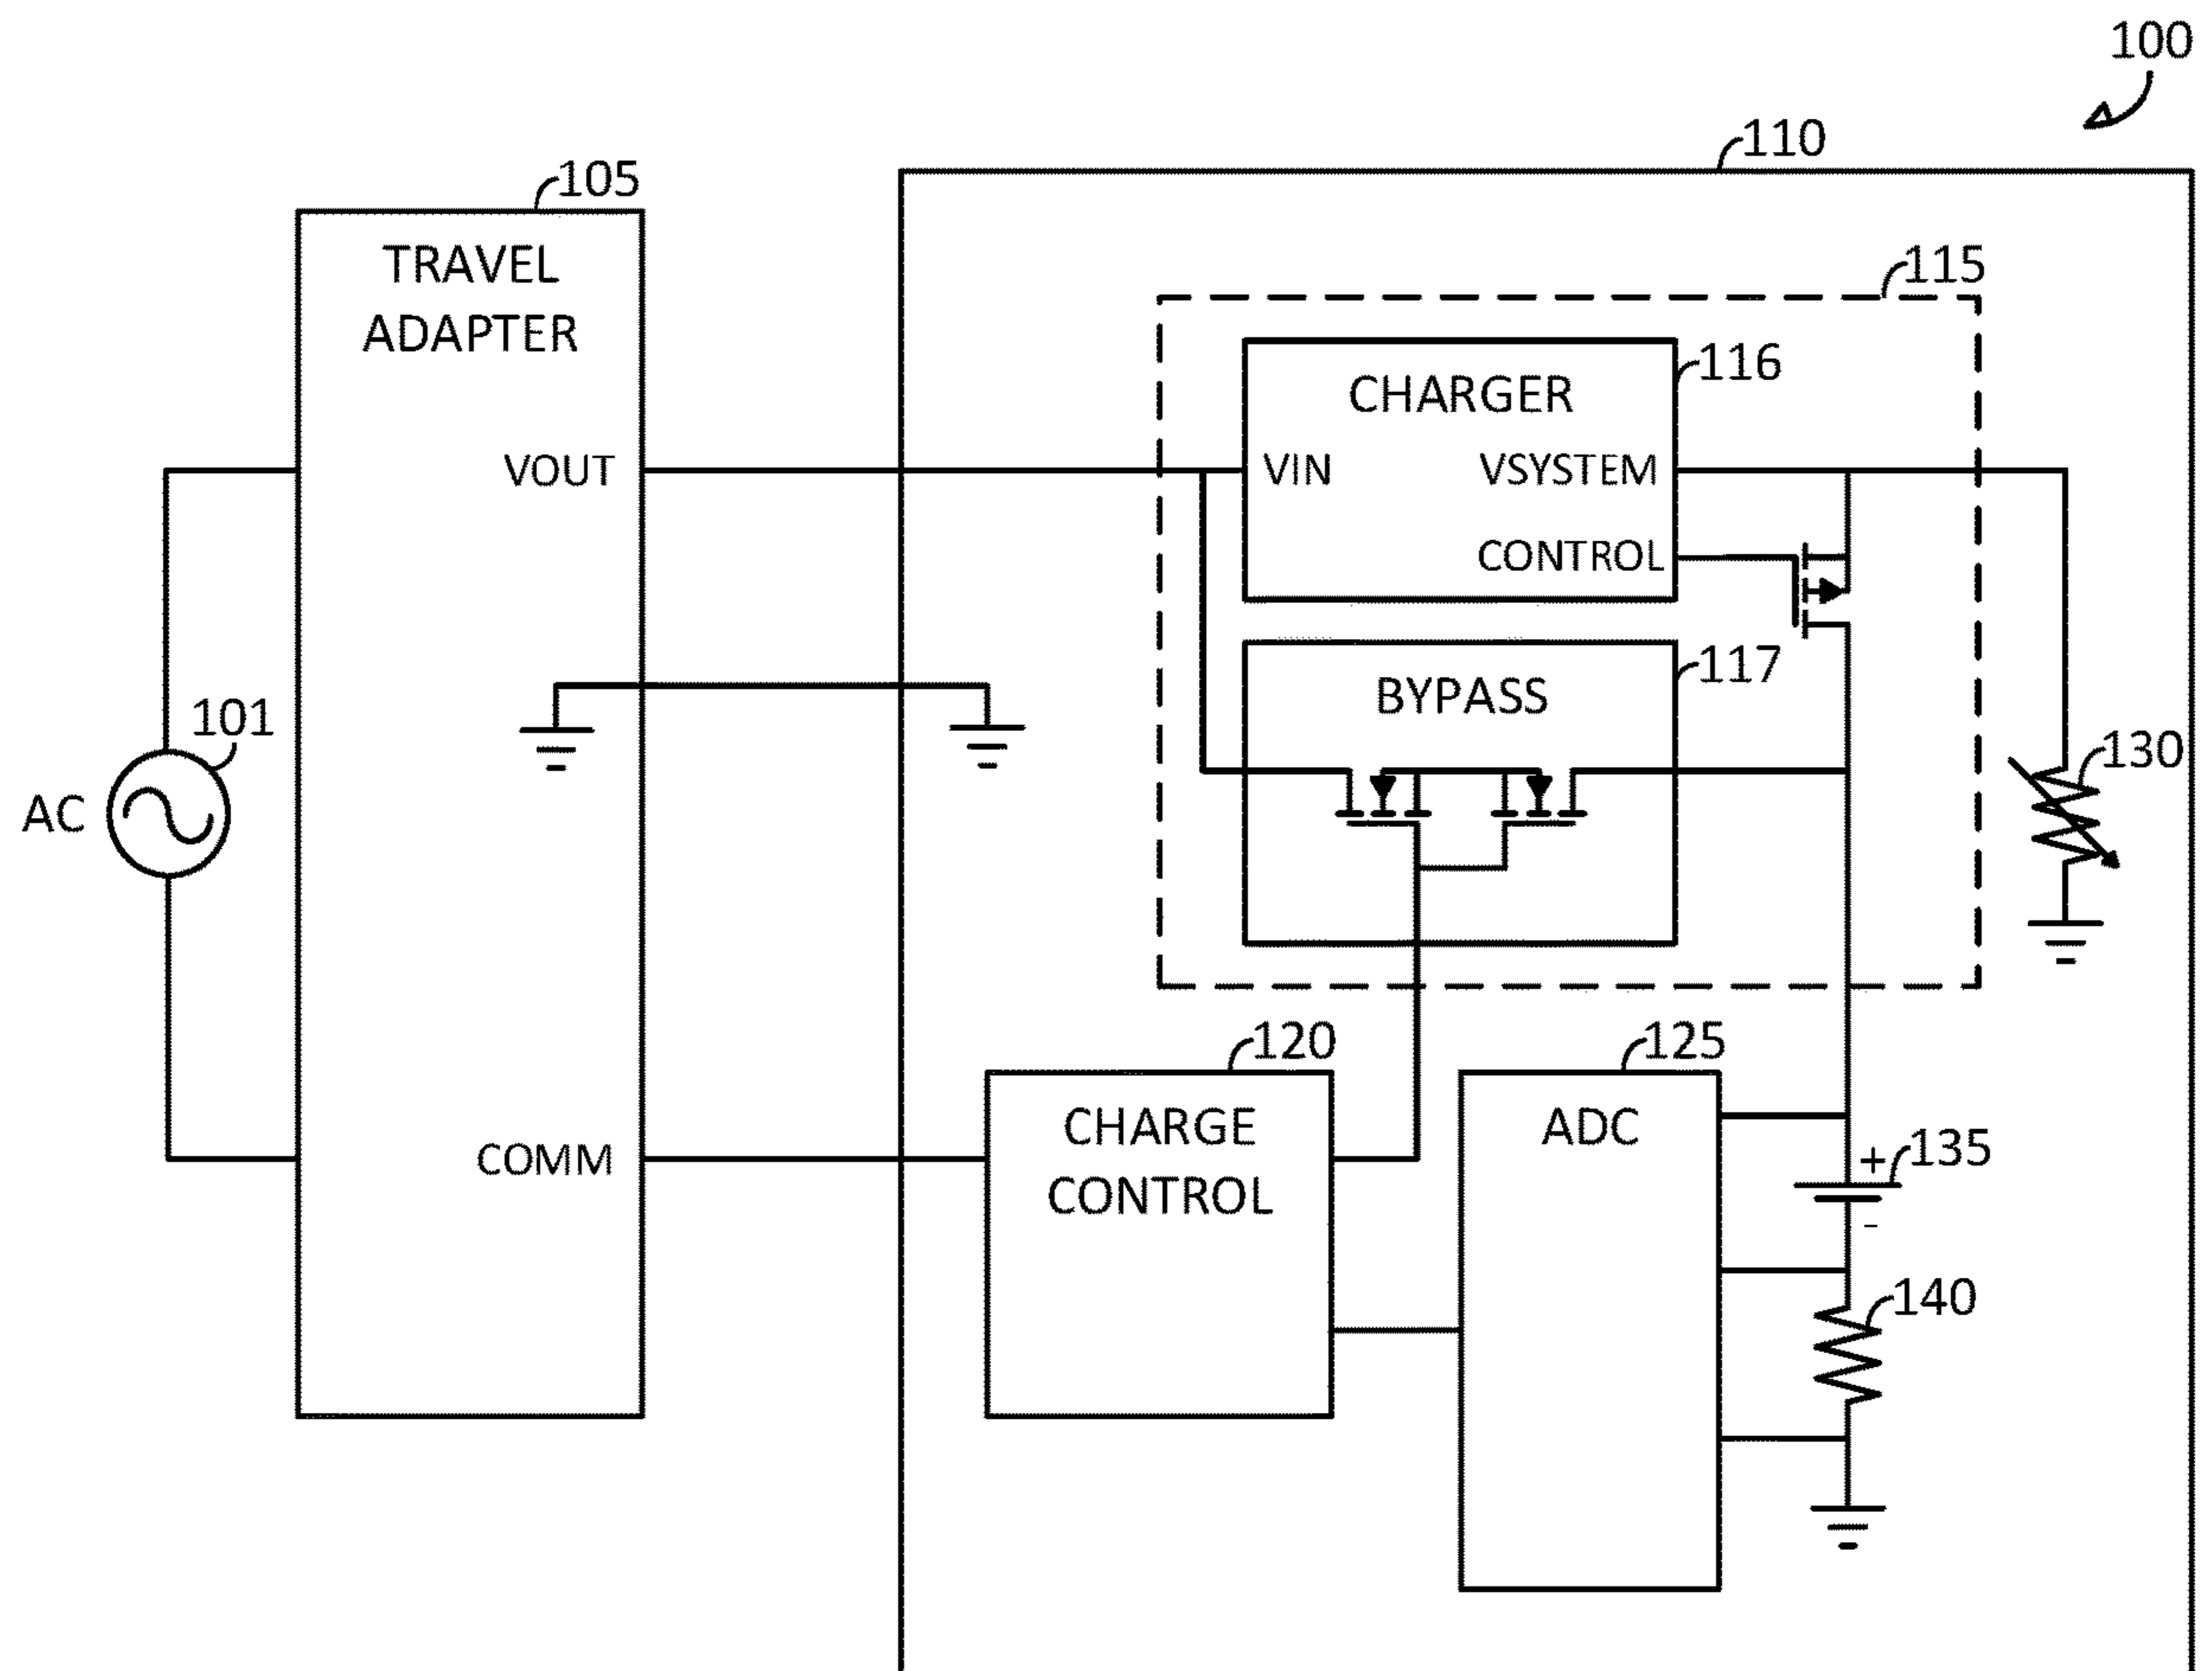 100
110
105
TRAVEL
ADAPTER
115
116
CHARGER
VOUT
VIN
VSYSTEM
CONTROL
117
BYPASS
101
AC
130
120
125
CHARGE
CONTROL
ADC
COMM
+
135
-
140